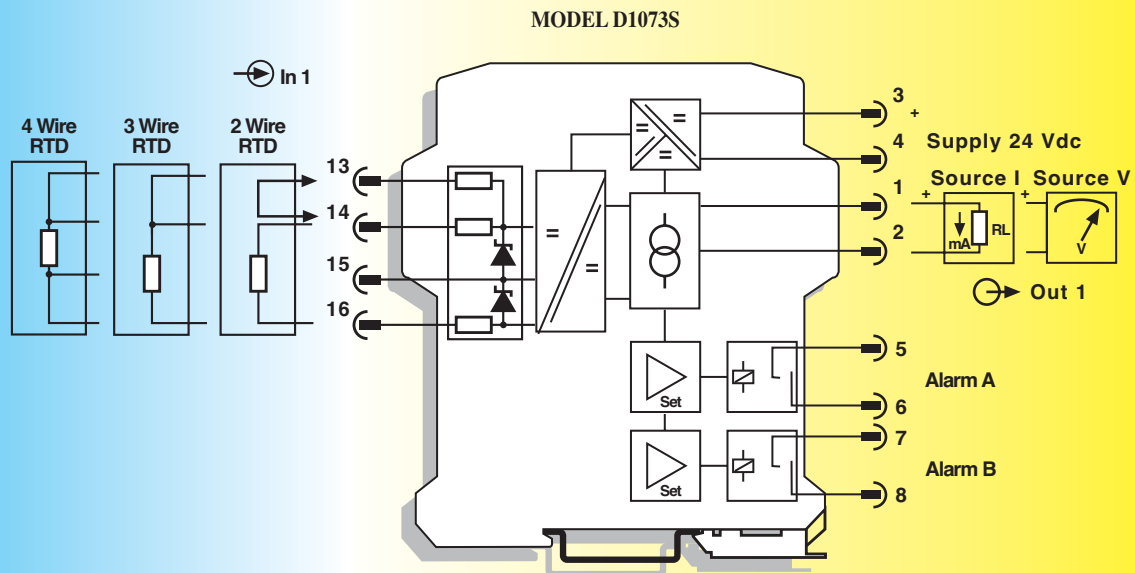 MODEL D1073S
In 1
4 Wire
RTD
3 Wire
RTD
2 Wire
RTD
13
14
15
16
3
+
4
Supply 24 Vdc
1
2
Source I
Source V
+
+
mA
RL
V
Out 1
=
=
=
=
=
Set
5
Alarm A
6
Set
7
Alarm B
8